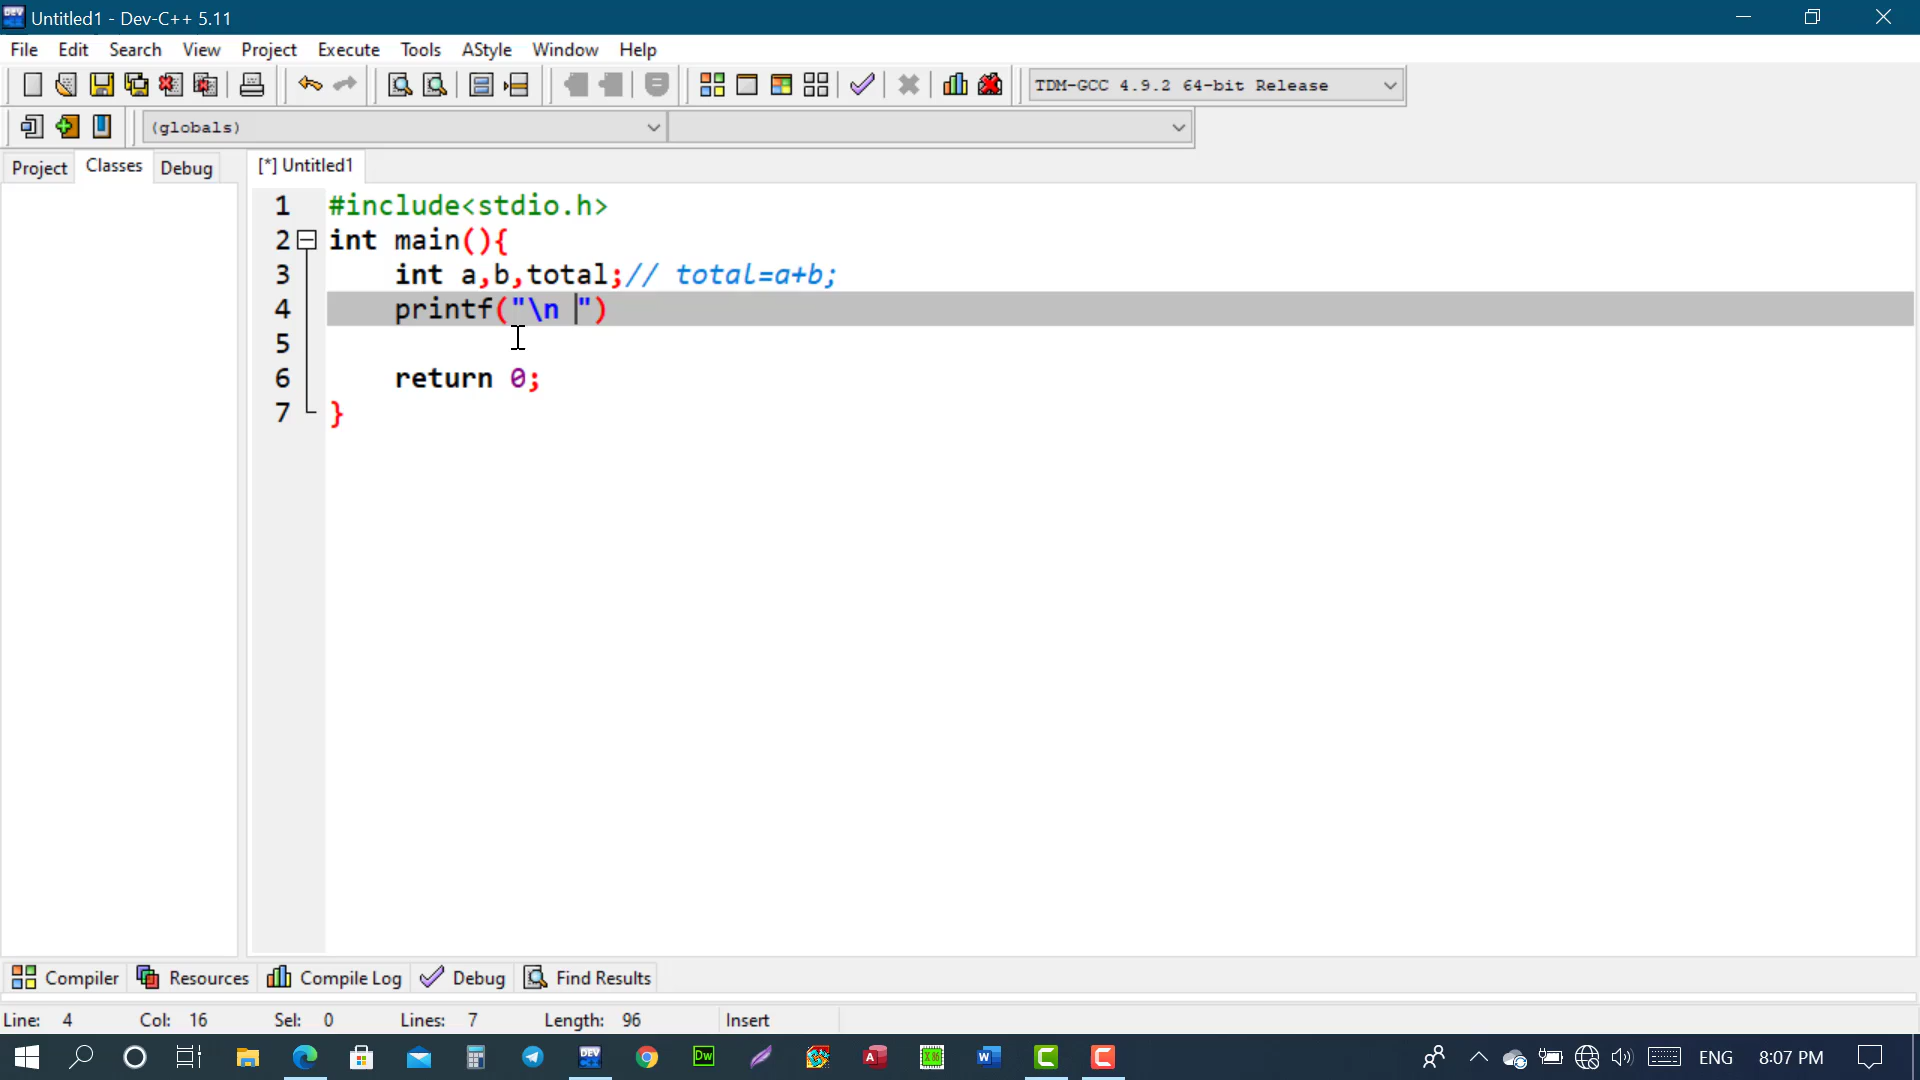 Untitled1 - Dev-C++ 5.11
File Edit Search View Project Execute Tools AStyle Window Help
TDM-GCC 4.9.2 64-bit Release
(globals)
Project Classes Debug [*] Untitled1
1 #include<stdio.h>
2 int main(){
3 int a,b,total;// total=a+b;
4 printf("\n ")
5
6 return 0;
7 }
Compiler Resources Compile Log Debug Find Results
Line: 4 Col: 16 Sel: 0 Lines: 7 Length: 96 Insert
DEV Dw W ENG 8:07 PM